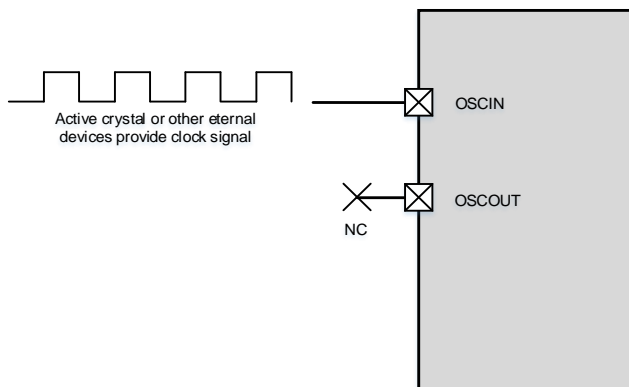 Active crystal or other eternal
devices provide clock signal
OSCIN
OSCOUT
NC